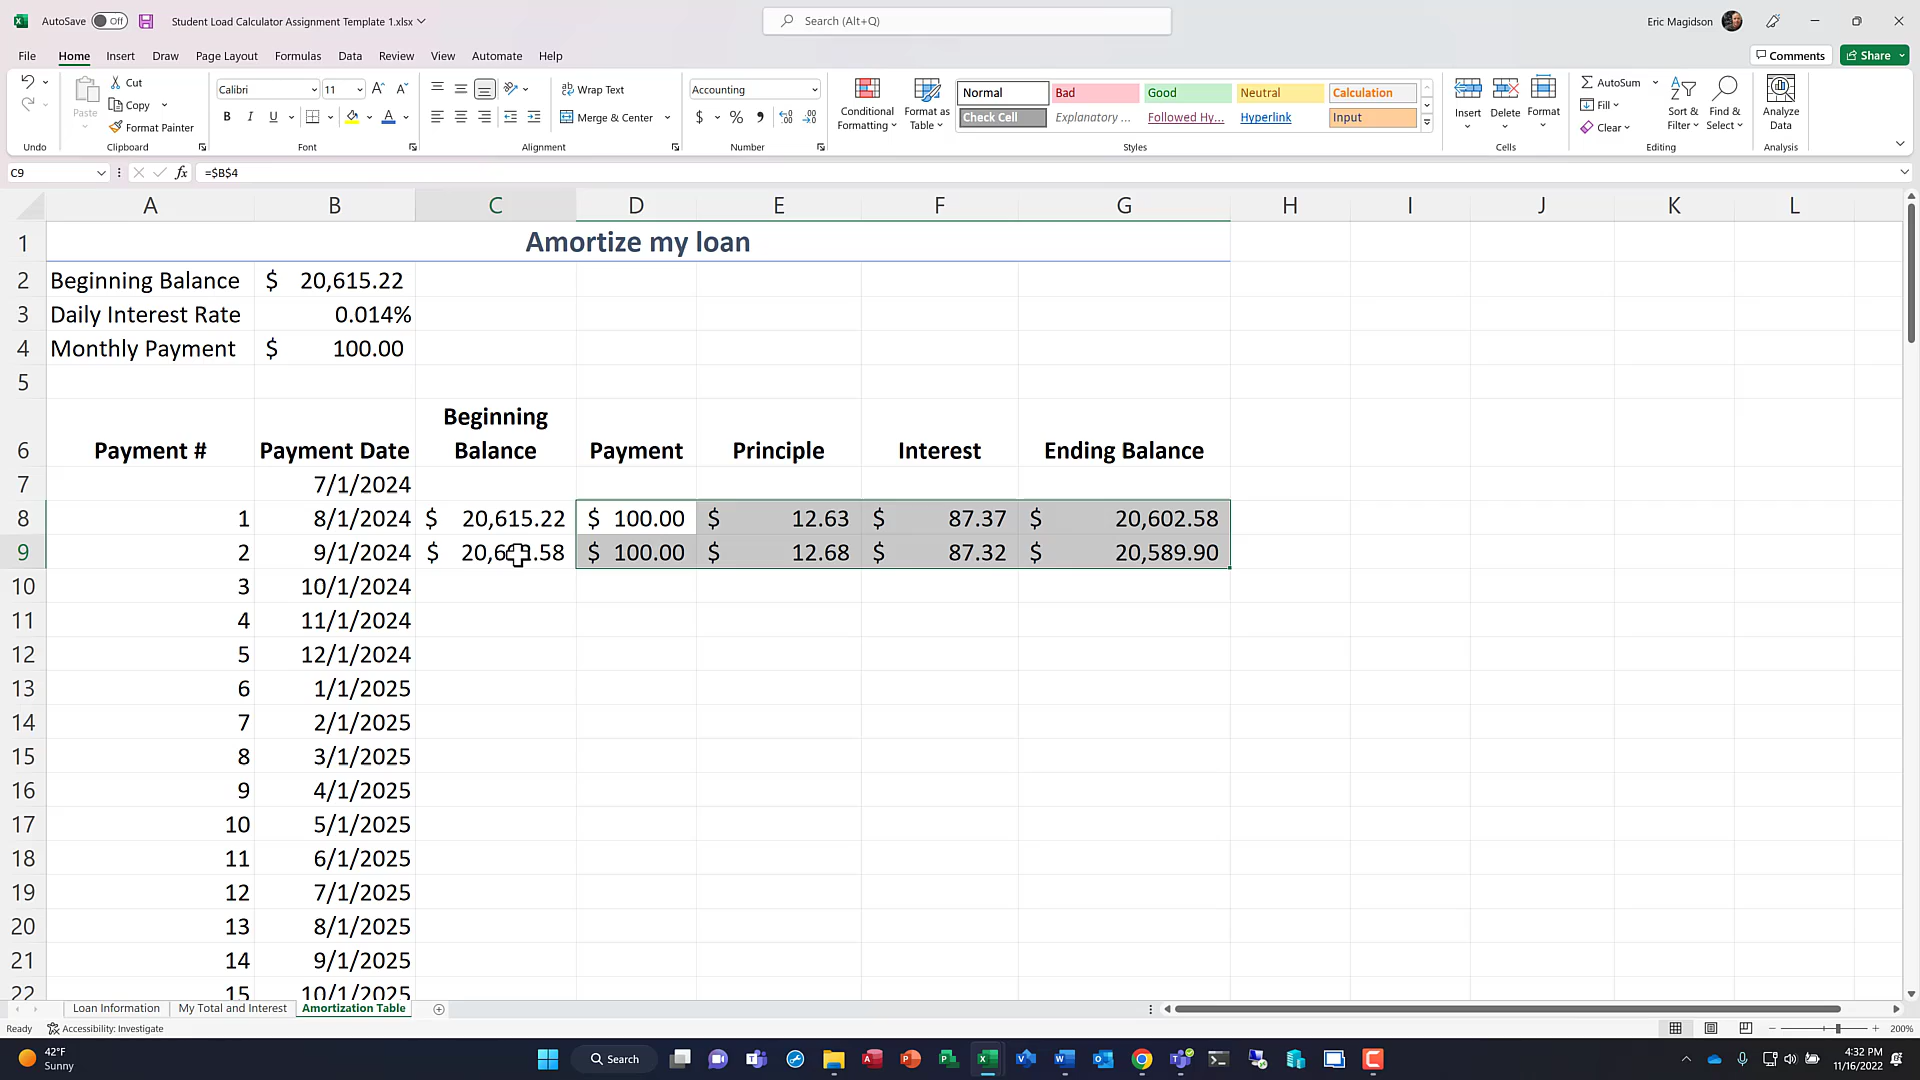 AutoSave Off Student Load Calculator Assignment Template 1.xlsx Search (Alt+Q) Eric Magidson
File Home Insert Draw Page Layout Formulas Data Review View Automate Help Comments Share
Cut
Copy
Format Painter
Paste
Undo Clipboard
Calibri 11
B I U A
Font
Wrap Text
Merge & Center
Alignment
Accounting
$ % ,
Number
Conditional
Formatting
Format as
Table
Normal Bad Good Neutral Calculation
Check Cell Explanatory ... Followed Hy... Hyperlink Input
Styles
Insert Delete Format
Cells
AutoSum
Fill
Clear
Sort &
Filter
Find &
Select
Editing
Analyze
Data
Analysis
C9 fx =$B$4
A B C D E F G H I J K L
1 Amortize my loan
2 Beginning Balance $ 20,615.22
3 Daily Interest Rate 0.014%
4 Monthly Payment $ 100.00
5
Beginning
6 Payment # Payment Date Balance Payment Principle Interest Ending Balance
7 7/1/2024
8 1 8/1/2024 $ 20,615.22 $ 100.00 $ 12.63 $ 87.37 $ 20,602.58
9 2 9/1/2024 $ $ 100.00 $ 12.68 $ 87.32 $ 20,589.90
10 3 10/1/2024
11 4 11/1/2024
12 5 12/1/2024
13 6 1/1/2025
14 7 2/1/2025
15 8 3/1/2025
16 9 4/1/2025
17 10 5/1/2025
18 11 6/1/2025
19 12 7/1/2025
20 13 8/1/2025
21 14 9/1/2025
22 15 10/1/2025
Loan Information My Total and Interest Amortization Table
Ready Accessibility: Investigate 200%
42°F
Sunny
Search
4:32 PM
11/16/2022